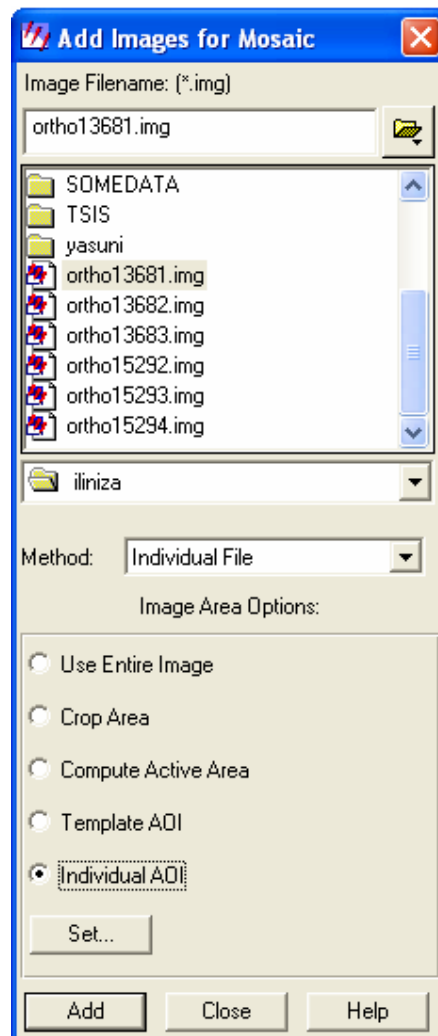 Add Images for Mosaic
Image Filename: (*.img)
ortho13681.img
SOMEDATA
TSIS
yasuni
ortho13681.img
ortho13682.img
ortho13683.img
ortho15292.img
ortho15293.img
ortho15294.img
iliniza
Method: Individual File
Image Area Options:
Use Entire Image
Crop Area
Compute Active Area
Template AOI
Individual AOI
Set...
Add Close Help